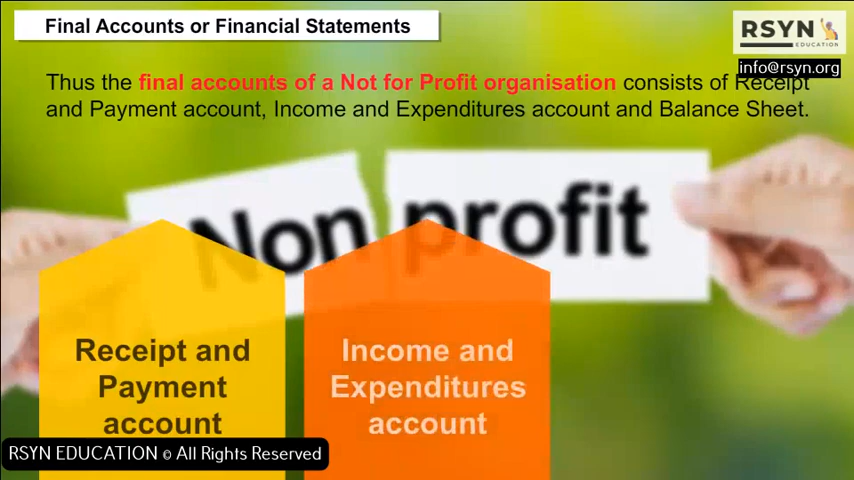 Final Accounts or Financial Statements
RSYN
EDUCATION
info@rsyn.org
Thus the final accounts of a Not for Profit organisation consists of Receipt
and Payment account, Income and Expenditures account and Balance Sheet.
Non profit
Receipt and
Payment
account
Income and
Expenditures
account
RSYN EDUCATION © All Rights Reserved